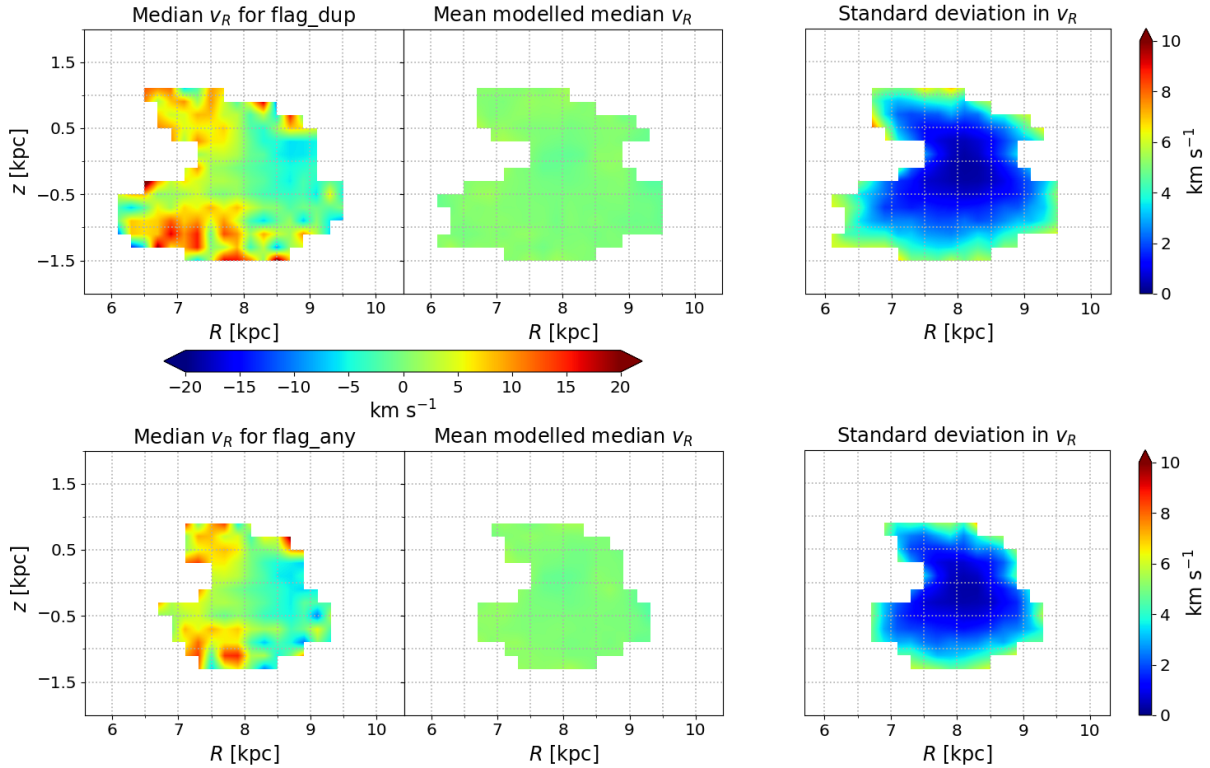 Median v_R for flag_dup
Mean modelled median v_R
Standard deviation in v_R
1.5
0.5
−0.5
−1.5
z [kpc]
6 7 8 9 10
R [kpc]
6 7 8 9 10
R [kpc]
6 7 8 9 10
R [kpc]
10
8
6
4
2
0
km s⁻¹
−20 −15 −10 −5 0 5 10 15 20
km s⁻¹
Median v_R for flag_any
Mean modelled median v_R
Standard deviation in v_R
1.5
0.5
−0.5
−1.5
z [kpc]
6 7 8 9 10
R [kpc]
6 7 8 9 10
R [kpc]
6 7 8 9 10
R [kpc]
10
8
6
4
2
0
km s⁻¹